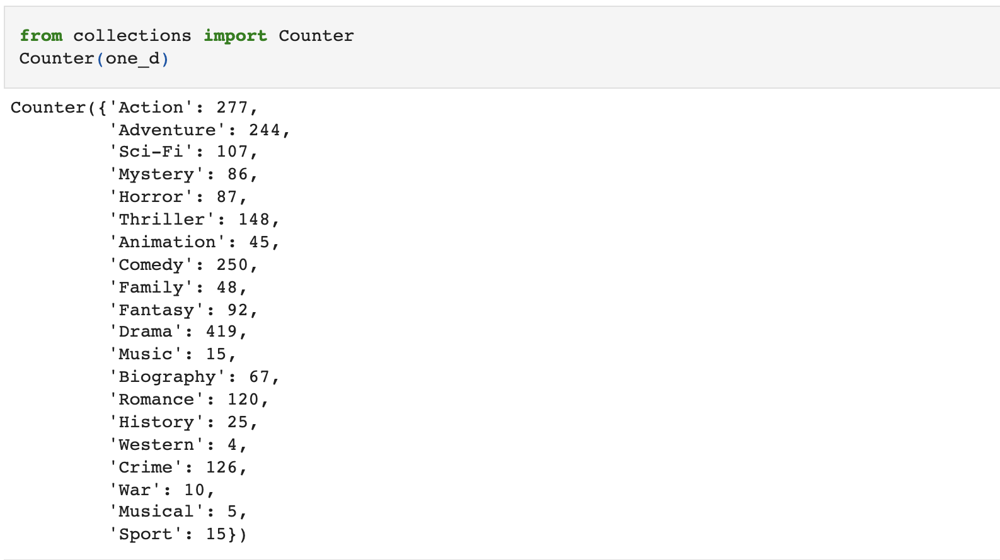 from collections import Counter
Counter(one_d)
Counter({'Action': 277,
'Adventure': 244,
'Sci-Fi': 107,
'Mystery': 86,
'Horror': 87,
'Thriller': 148,
'Animation': 45,
'Comedy': 250,
'Family': 48,
'Fantasy': 92,
'Drama': 419,
'Music': 15,
'Biography': 67,
'Romance': 120,
'History': 25,
'Western': 4,
'Crime': 126,
'War': 10,
'Musical': 5,
'Sport': 15})